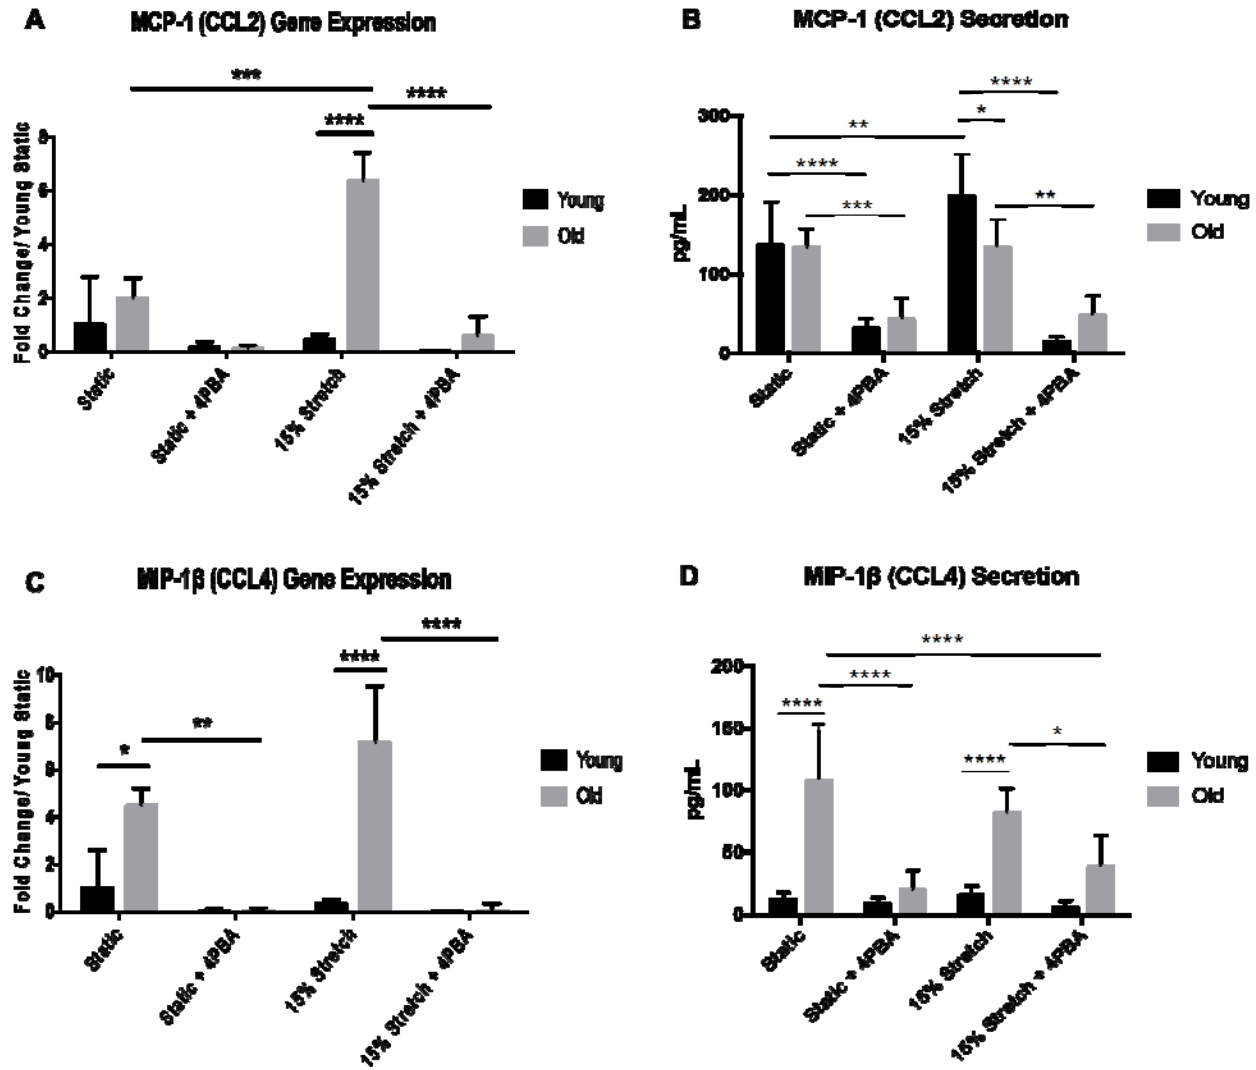 A
MCP-1 (CCL2) Gene Expression
***
****
****
Fold Change/ Young Static
8
6
4
2
0
Static
Static + 4PBA
15% Stretch
15% Stretch + 4PBA
Young
Old
B
MCP-1 (CCL2) Secretion
****
*
**
****
***
**
pg/mL
300
200
100
0
Static
Static + 4PBA
15% Stretch
15% Stretch + 4PBA
Young
Old
C
MIP-1β (CCL4) Gene Expression
****
****
**
*
Fold Change/ Young Static
10
8
6
4
2
0
Static
Static + 4PBA
15% Stretch
15% Stretch + 4PBA
Young
Old
D
MIP-1β (CCL4) Secretion
****
****
****
*
****
pg/mL
200
150
100
50
0
Static
Static + 4PBA
15% Stretch
15% Stretch + 4PBA
Young
Old